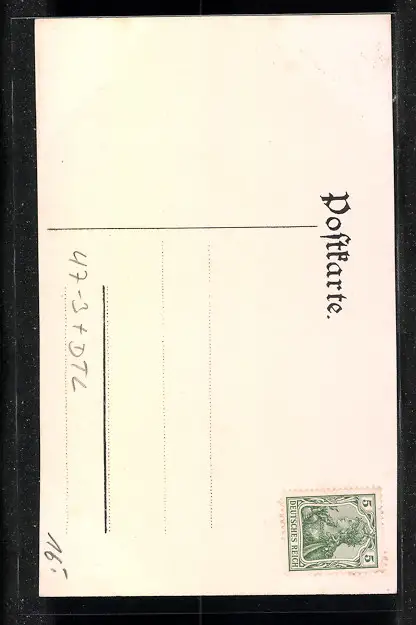 Postkarte.
5 5
DEUTSCHES REICH
47-3 + DTL
16,-